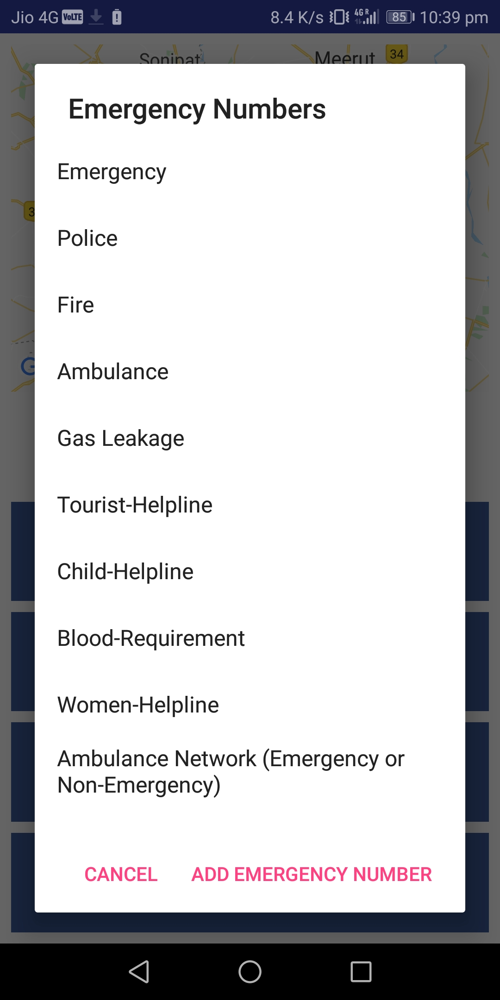 Jio 4G VoLTE 8.4 K/s 4G R 85 10:39 pm
Sonipat Meerut 34
Emergency Numbers
Emergency
Police
3
Fire
Ambulance
G
Gas Leakage
Tourist-Helpline
Child-Helpline
Blood-Requirement
Women-Helpline
Ambulance Network (Emergency or
Non-Emergency)
CANCEL ADD EMERGENCY NUMBER